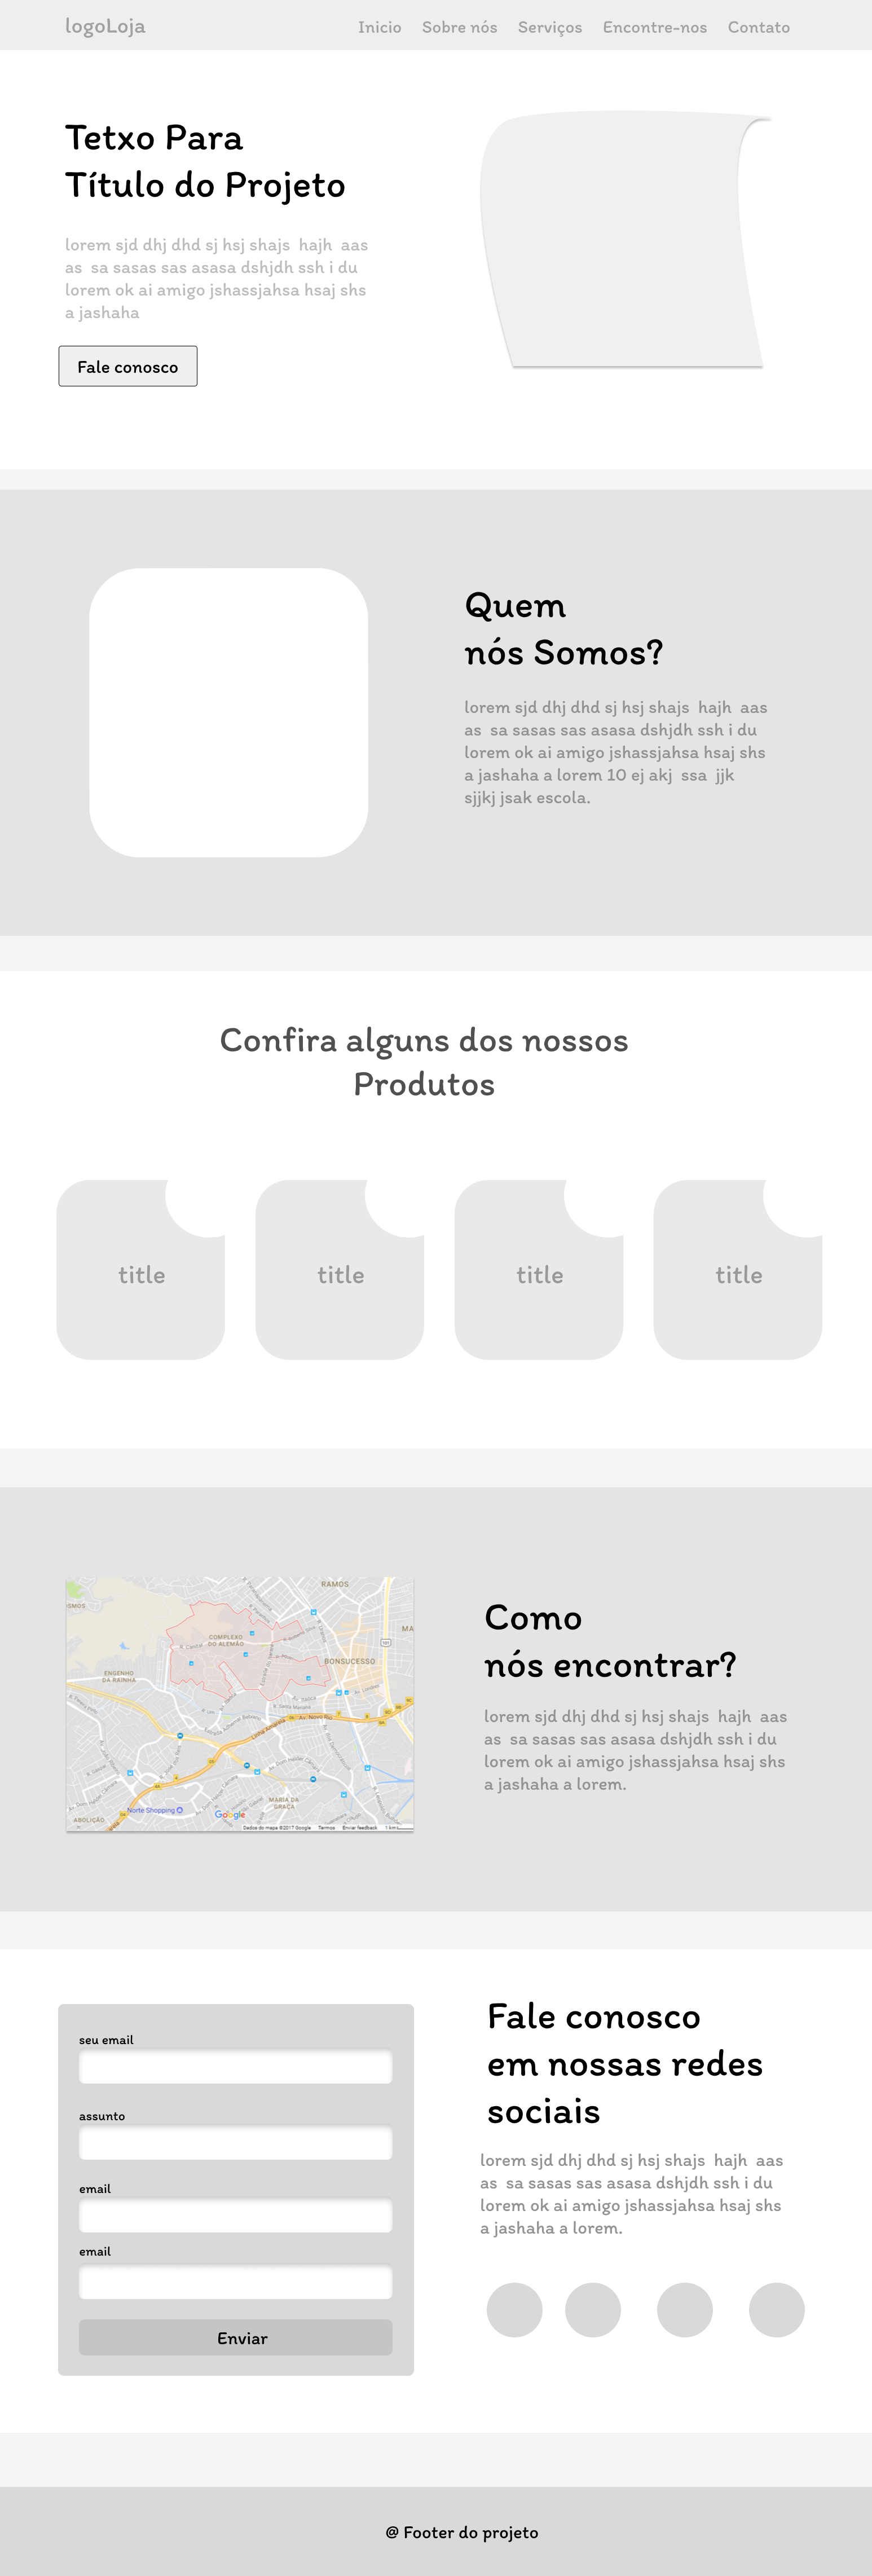 logoLoja
Inicio Sobre nós Serviços Encontre-nos Contato
Tetxo Para
Título do Projeto
lorem sjd dhj dhd sj hsj shajs hajh aas
as sa sasas sas asasa dshjdh ssh i du
lorem ok ai amigo jshassjahsa hsaj shs
a jashaha
Fale conosco
Quem
nós Somos?
lorem sjd dhj dhd sj hsj shajs hajh aas
as sa sasas sas asasa dshjdh ssh i du
lorem ok ai amigo jshassjahsa hsaj shs
a jashaha a lorem 10 ej akj ssa jjk
sjjkj jsak escola.
Confira alguns dos nossos
Produtos
title title title title
RAMOS
COMPLEXO
DO ALEMÃO
BONSUCESSO
ENGENHO
DA RAINHA
Linha Amarela
Av. Novo Rio
MARIA DA
GRAÇA
Norte Shopping
Google
ABOLIÇÃO
Dados do mapa ©2017 Google Termos Enviar feedback 1 km
Como
nós encontrar?
lorem sjd dhj dhd sj hsj shajs hajh aas
as sa sasas sas asasa dshjdh ssh i du
lorem ok ai amigo jshassjahsa hsaj shs
a jashaha a lorem.
seu email
assunto
email
email
Enviar
Fale conosco
em nossas redes
sociais
lorem sjd dhj dhd sj hsj shajs hajh aas
as sa sasas sas asasa dshjdh ssh i du
lorem ok ai amigo jshassjahsa hsaj shs
a jashaha a lorem.
@ Footer do projeto